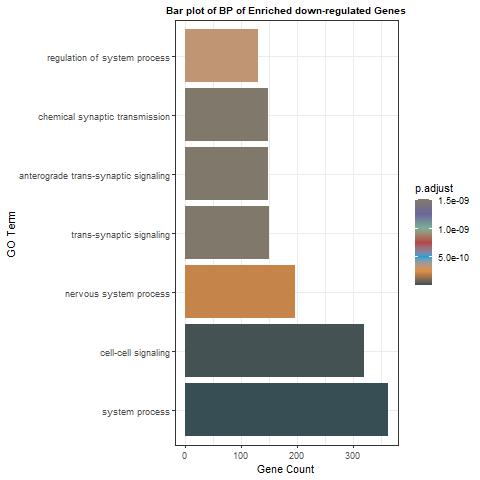 Bar plot of BP of Enriched down-regulated Genes
regulation of system process
chemical synaptic transmission
anterograde trans-synaptic signaling
trans-synaptic signaling
nervous system process
cell-cell signaling
system process
GO Term
0 100 200 300
Gene Count
p.adjust
1.5e-09
1.0e-09
5.0e-10